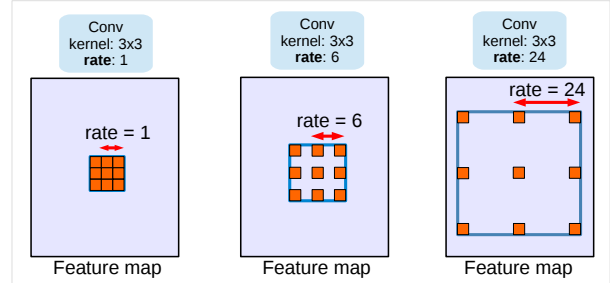 Conv
kernel: 3x3
rate: 1
rate = 1
Feature map
Conv
kernel: 3x3
rate: 6
rate = 6
Feature map
Conv
kernel: 3x3
rate: 24
rate = 24
Feature map